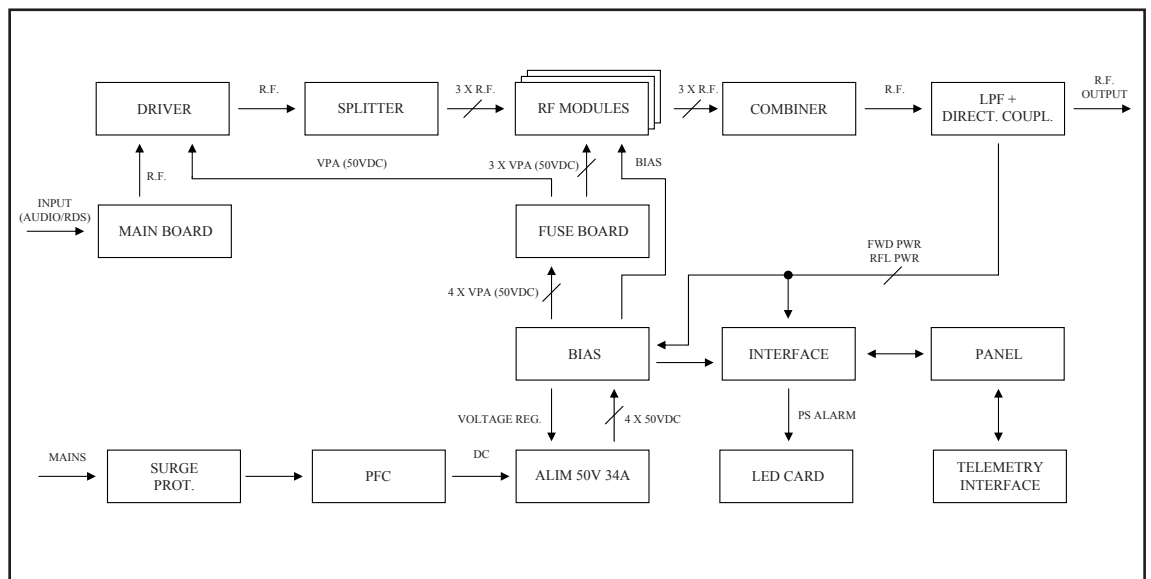 R.F.
3 X R.F.
3 X R.F.
R.F.
R.F.
OUTPUT
DRIVER
SPLITTER
RF MODULES
COMBINER
LPF +
DIRECT. COUPL.
R.F.
VPA (50VDC)
3 X VPA (50VDC)
BIAS
INPUT
(AUDIO/RDS)
MAIN BOARD
FUSE BOARD
FWD PWR
RFL PWR
4 X VPA (50VDC)
BIAS
INTERFACE
PANEL
VOLTAGE REG.
4 X 50VDC
PS ALARM
MAINS
DC
SURGE
PROT.
PFC
ALIM 50V 34A
LED CARD
TELEMETRY
INTERFACE